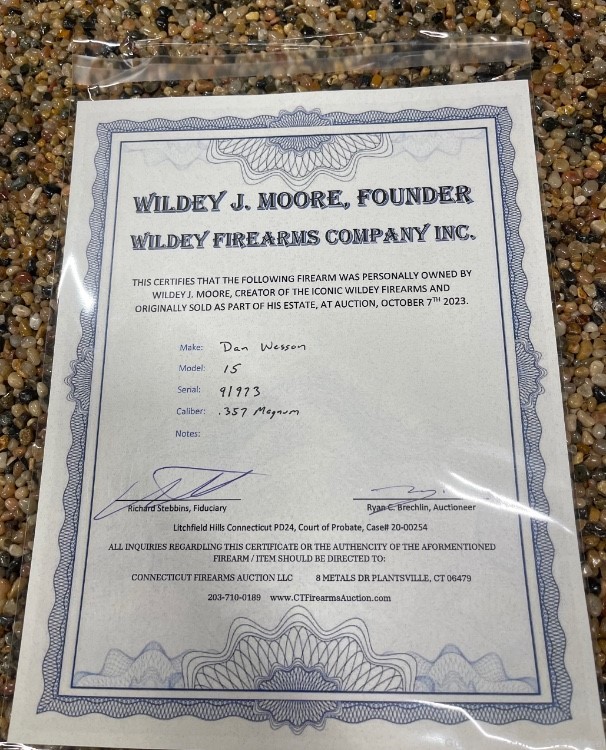 WILDEY J. MOORE, FOUNDER
WILDEY FIREARMS COMPANY INC.
THIS CERTIFIES THAT THE FOLLOWING FIREARM WAS PERSONALLY OWNED BY
WILDEY J. MOORE, CREATOR OF THE ICONIC WILDEY FIREARMS AND
ORIGINALLY SOLD AS PART OF HIS ESTATE, AT AUCTION, OCTOBER 7TH 2023.
Make: Dan Wesson
Model: 15
Serial: 91973
Caliber: .357 Magnum
Notes:
Richard Stebbins, Fiduciary Ryan C. Brechlin, Auctioneer
Litchfield Hills Connecticut PD24, Court of Probate, Case# 20-00254
ALL INQUIRIES REGARDLING THIS CERTIFICATE OR THE AUTHENCITY OF THE AFORMENTIONED
FIREARM / ITEM SHOULD BE DIRECTED TO:
CONNECTICUT FIREARMS AUCTION LLC 8 METALS DR PLANTSVILLE, CT 06479
203-710-0189 www.CTFirearmsAuction.com